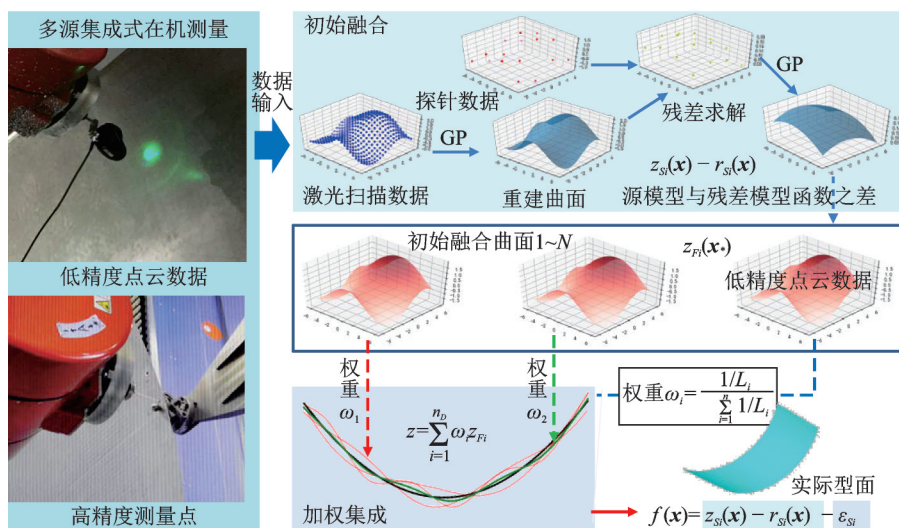 多源集成式在机测量
低精度点云数据
高精度测量点
数据
输入
初始融合
探针数据
GP
GP
残差求解
激光扫描数据
重建曲面
z_{Si}(x) − r_{Si}(x)
源模型与残差模型函数之差
初始融合曲面1~N
z_{Fi}(x_*)
低精度点云数据
权重
ω_1
权重
ω_2
z=\sum_{i=1}^{n_D} ω_i z_{Fi}
加权集成
权重ω_i = \frac{1/L_i}{\sum_{i=1}^{n} 1/L_i}
实际型面
f(x) = z_{Si}(x) − r_{Si}(x) − ε_{Si}